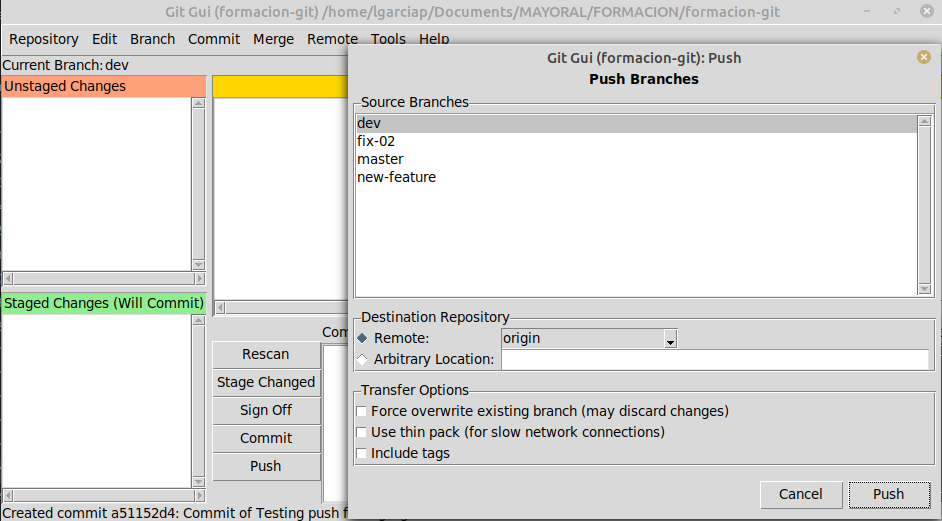 Git Gui (formacion-git) /home/lgarciap/Documents/MAYORAL/FORMACION/formacion-git
Repository Edit Branch Commit Merge Remote Tools Help
Current Branch: dev
Unstaged Changes
Staged Changes (Will Commit)
Rescan
Stage Changed
Sign Off
Commit
Push
Created commit a51152d4: Commit of Testing push
Git Gui (formacion-git): Push
Push Branches
Source Branches
dev
fix-02
master
new-feature
Destination Repository
Remote: origin
Arbitrary Location:
Transfer Options
Force overwrite existing branch (may discard changes)
Use thin pack (for slow network connections)
Include tags
Cancel Push